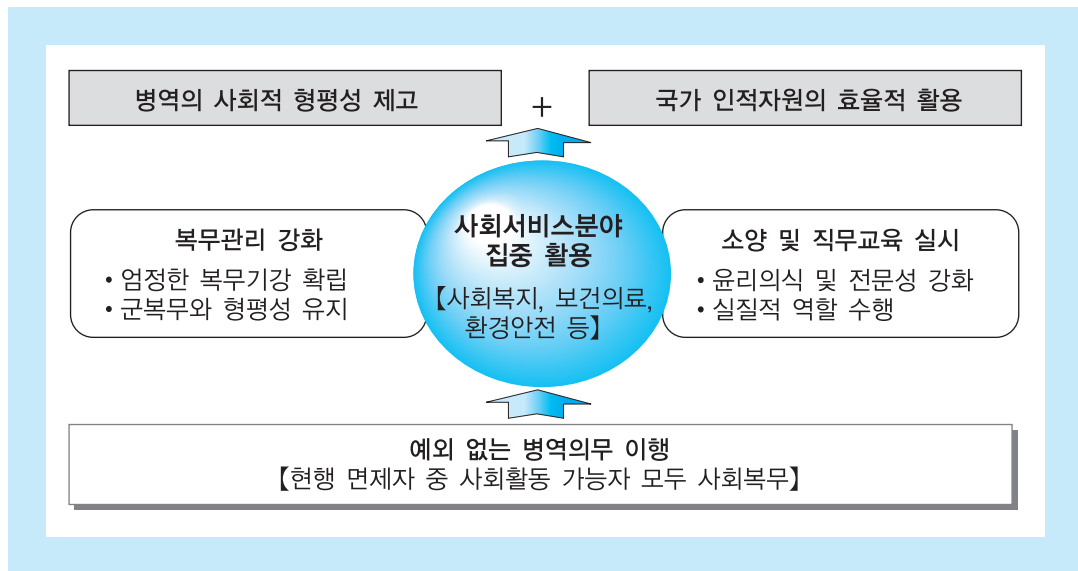 병역의 사회적 형평성 제고
+
국가 인적자원의 효율적 활용
복무관리 강화
• 엄정한 복무기강 확립
• 군복무와 형평성 유지
사회서비스분야
집중 활용
【사회복지, 보건의료,
환경안전 등】
소양 및 직무교육 실시
• 윤리의식 및 전문성 강화
• 실질적 역할 수행
예외 없는 병역의무 이행
【현행 면제자 중 사회활동 가능자 모두 사회복무】